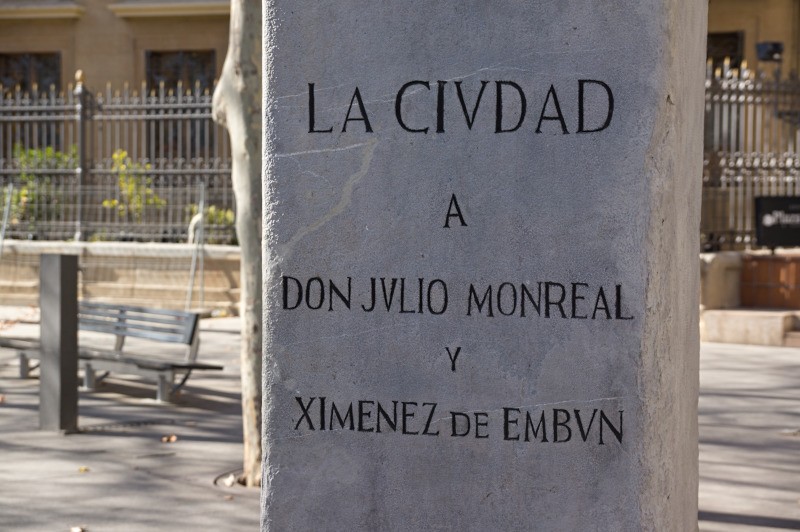 LA CIVDAD
A
DON JVLIO MONREAL
Y
XIMENEZ DE EMBVN